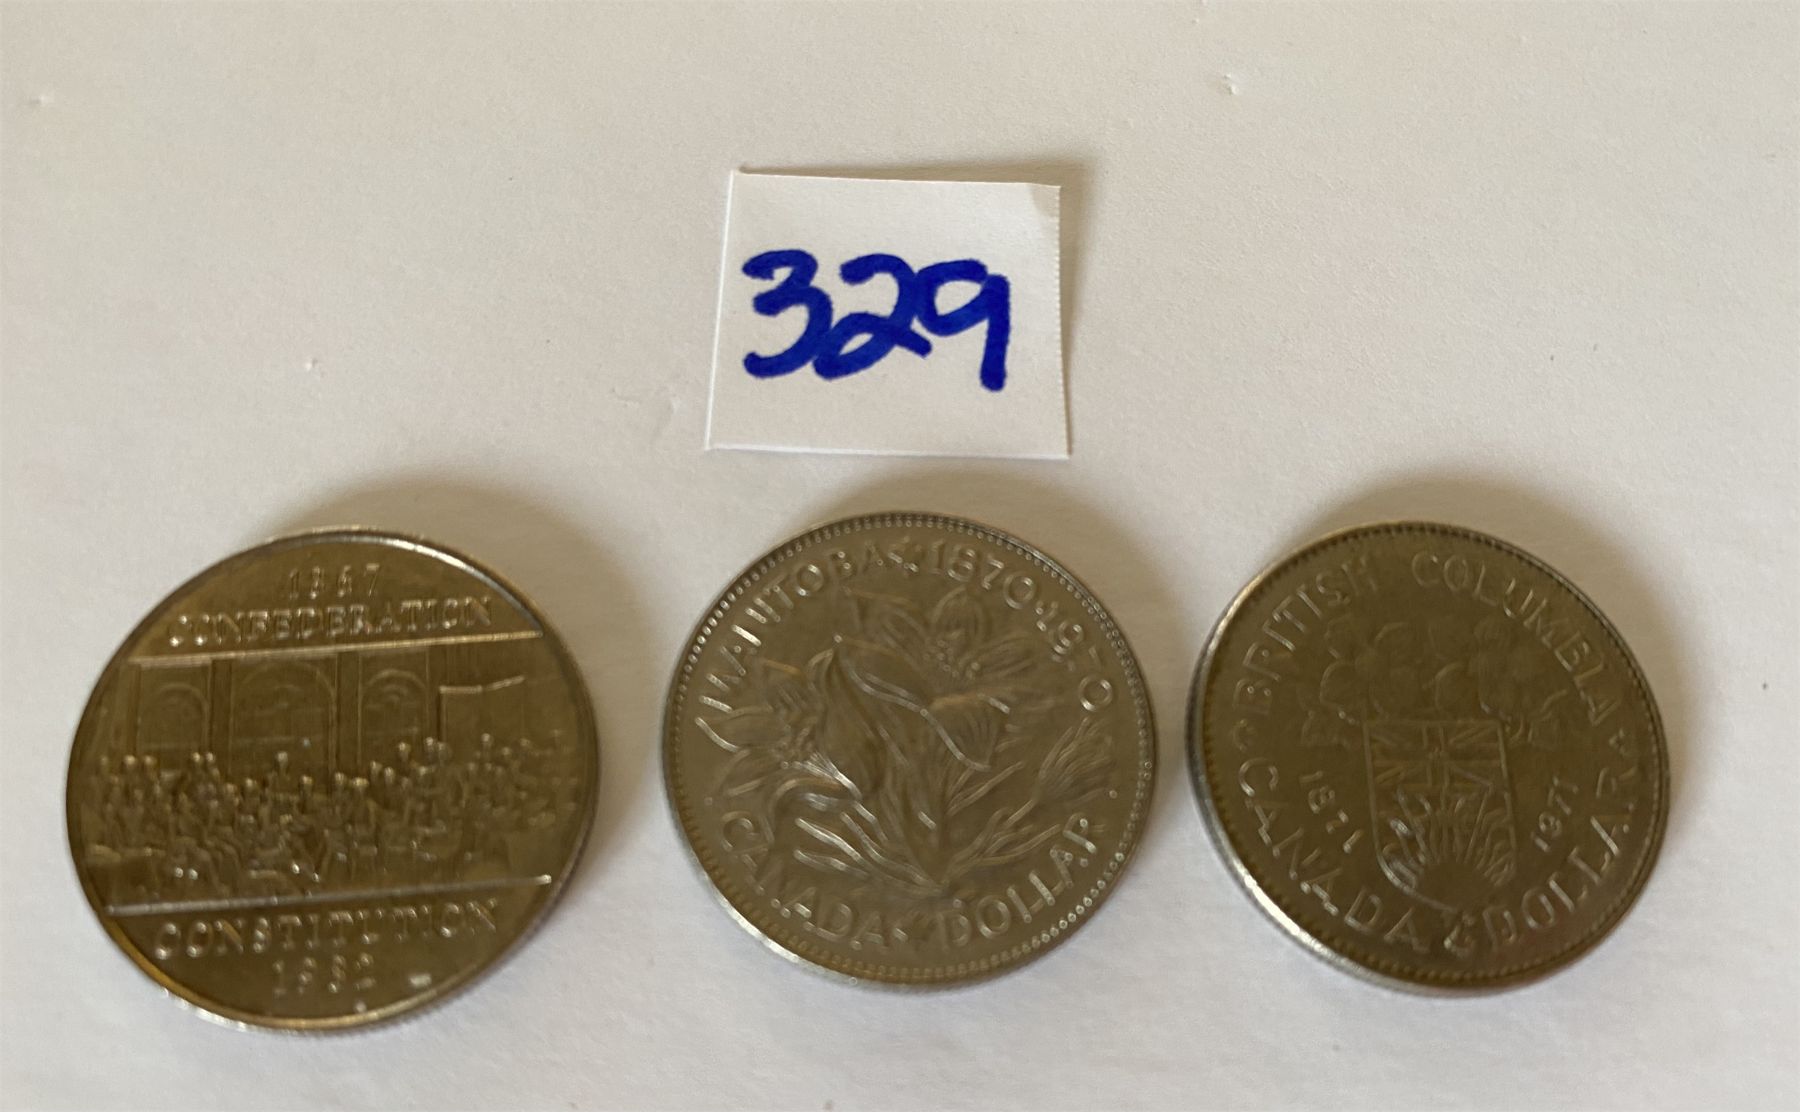 329
1867
CONFEDERATION
CONSTITUTION
1982
MANITOBA 1870·1970
CANADA DOLLAR
BRITISH COLUMBIA
1871 1971
CANADA DOLLAR